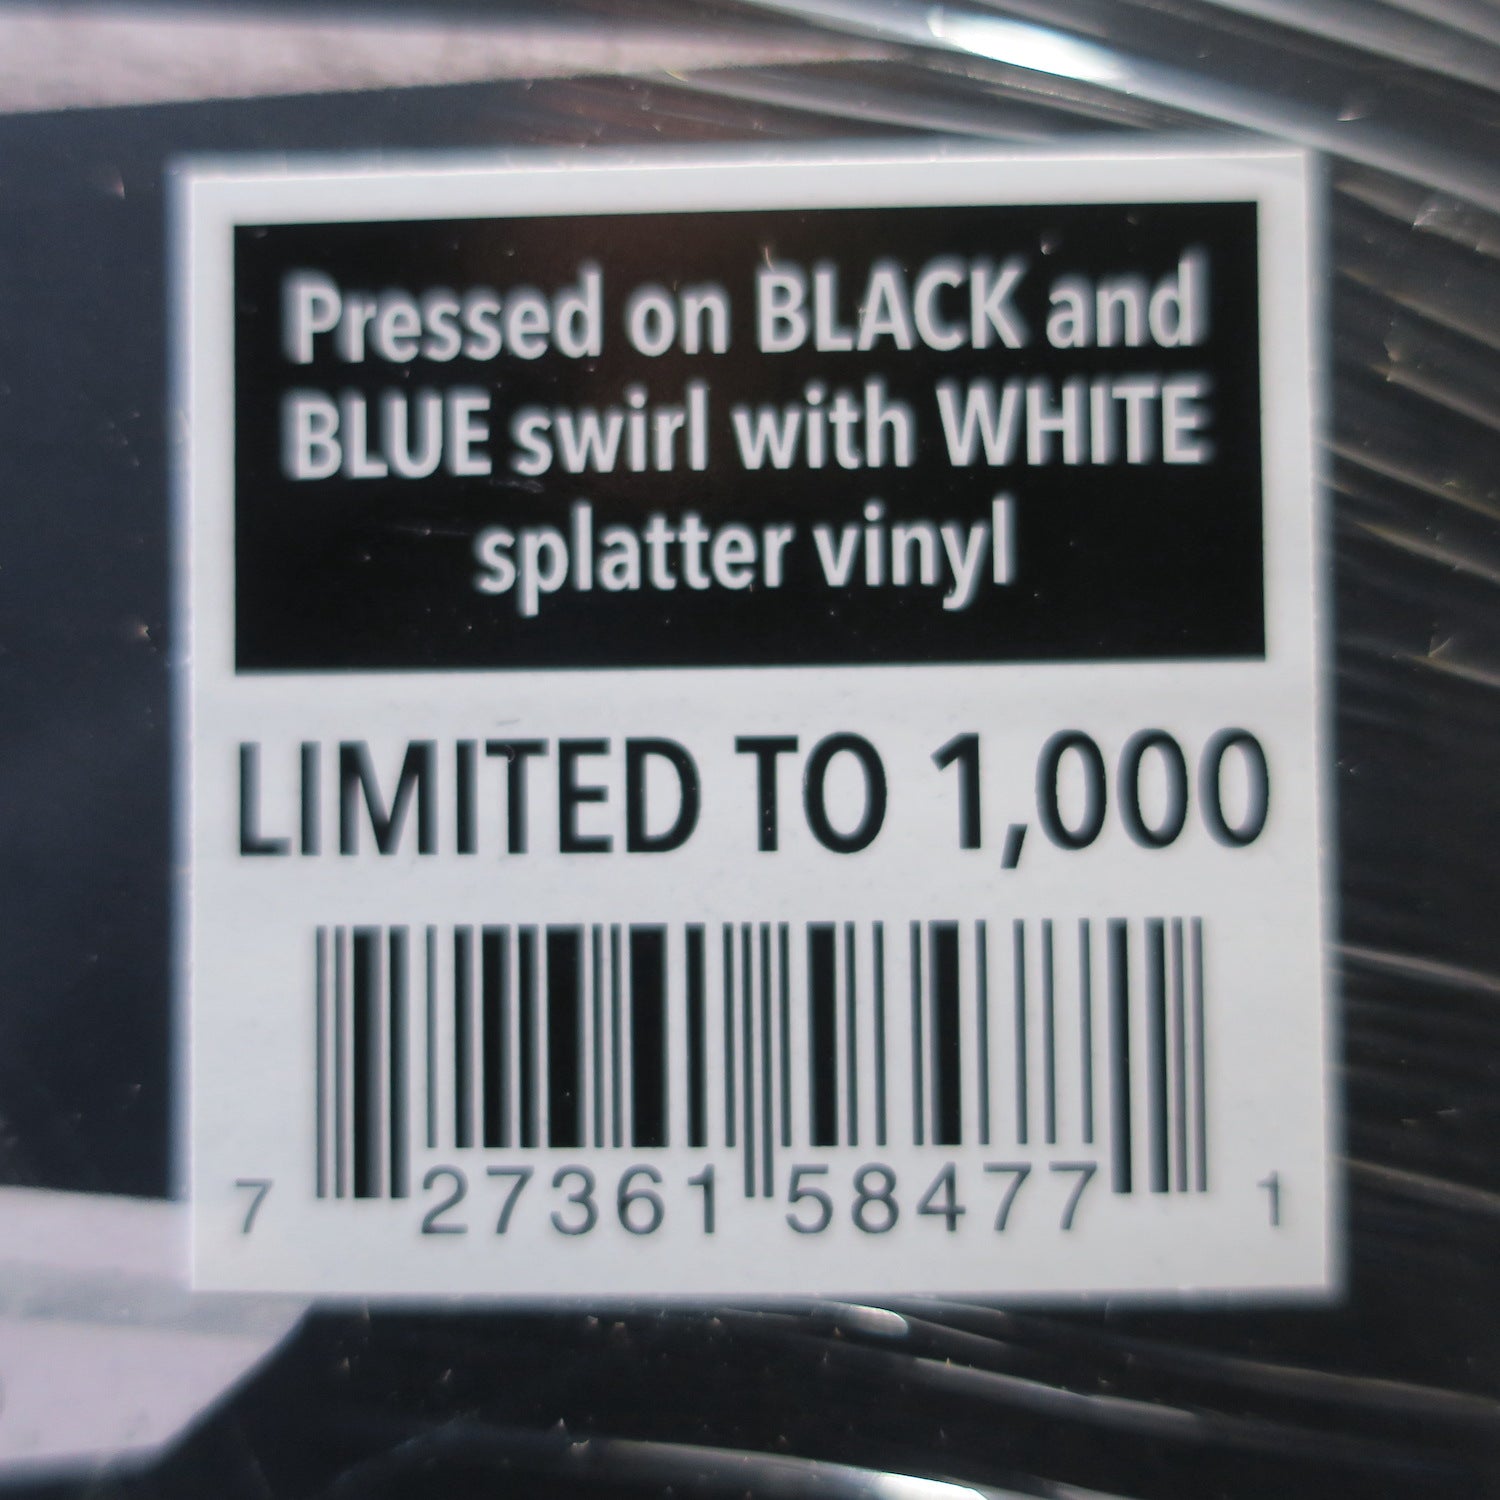 Pressed on BLACK and
BLUE swirl with WHITE
splatter vinyl
LIMITED TO 1,000
7 27361 58477 1